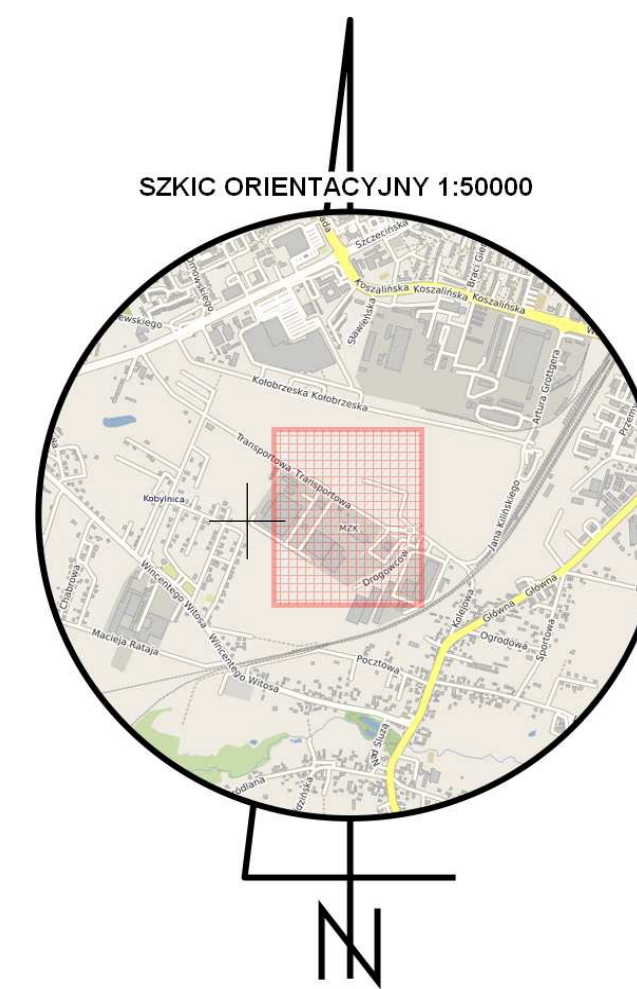 SZKIC ORIENTACYJNY 1:50000
Szczecińska
Koszalińska Koszalińska Koszalińska
Sławieńska
Artura Grottgera
Kołobrzeska Kołobrzeska
Transportowa Transportowa
Jana Kilińskiego
Kobylnica
MZK
Drogowców
Chabrowa
Wincentego Witosa
Kolejowa
Główna Główna
Maciej Rataja
Wincentego Witosa
Ogrodowa
Sportowa
Pocztowa
Nad Śluzą
N